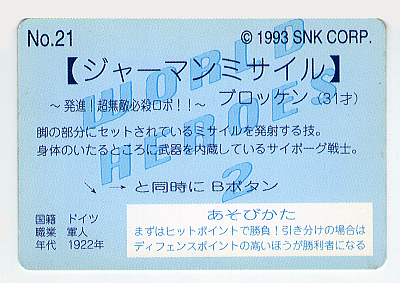 No.21
© 1993 SNK CORP.
WORLD HEROES 2
【ジャーマンミサイル】
～発進!超無敵必殺ロボ!!～ ブロッケン(31才)
脚の部分にセットされているミサイルを発射する技。
身体のいたるところに武器を内蔵しているサイボーグ戦士。
↘ → と同時に Bボタン
国籍 ドイツ
職業 軍人
年代 1922年
あそびかた
まずはヒットポイントで勝負!引き分けの場合は
ディフェンスポイントの高いほうが勝利者になる